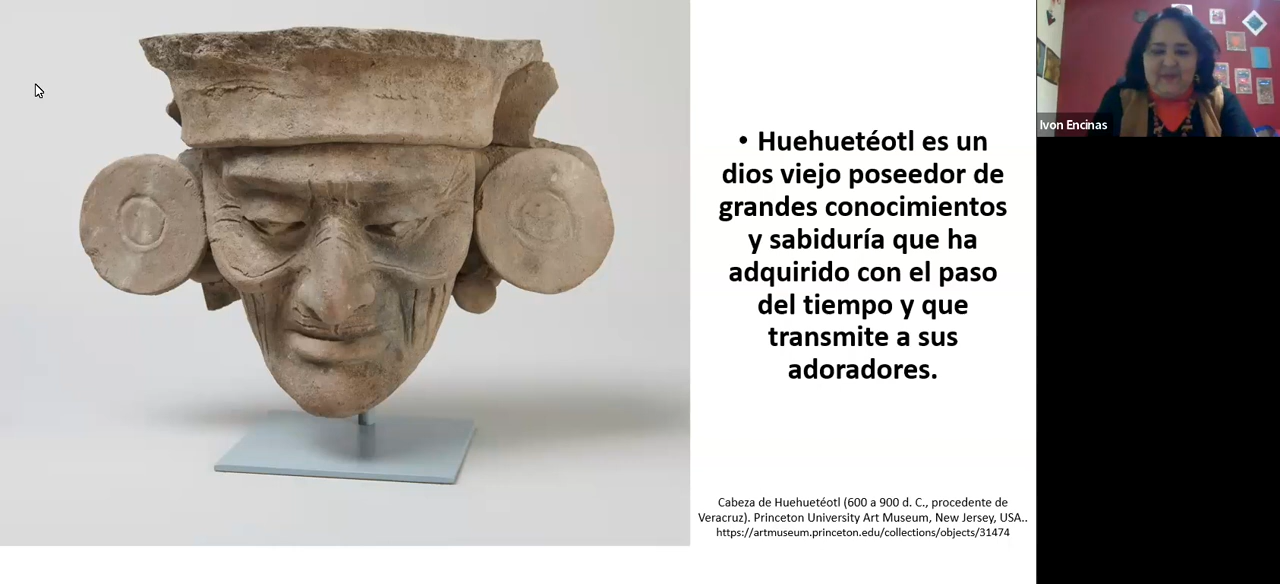 • Huehuetéotl es un
dios viejo poseedor de
grandes conocimientos
y sabiduría que ha
adquirido con el paso
del tiempo y que
transmite a sus
adoradores.
Cabeza de Huehuetéotl (600 a 900 d. C., procedente de
Veracruz). Princeton University Art Museum, New Jersey, USA..
https://artmuseum.princeton.edu/collections/objects/31474
Ivon Encinas